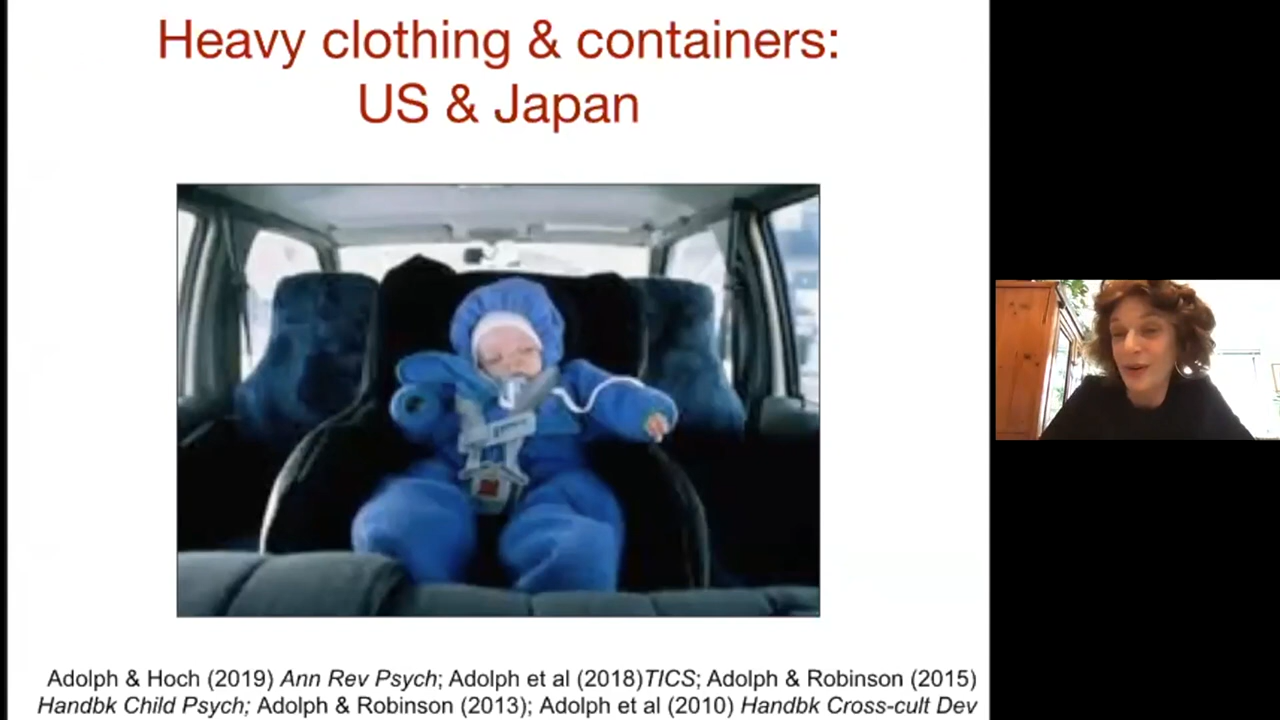 Heavy clothing & containers:
US & Japan
Adolph & Hoch (2019) Ann Rev Psych; Adolph et al (2018)TICS; Adolph & Robinson (2015)
Handbk Child Psych; Adolph & Robinson (2013); Adolph et al (2010) Handbk Cross-cult Dev